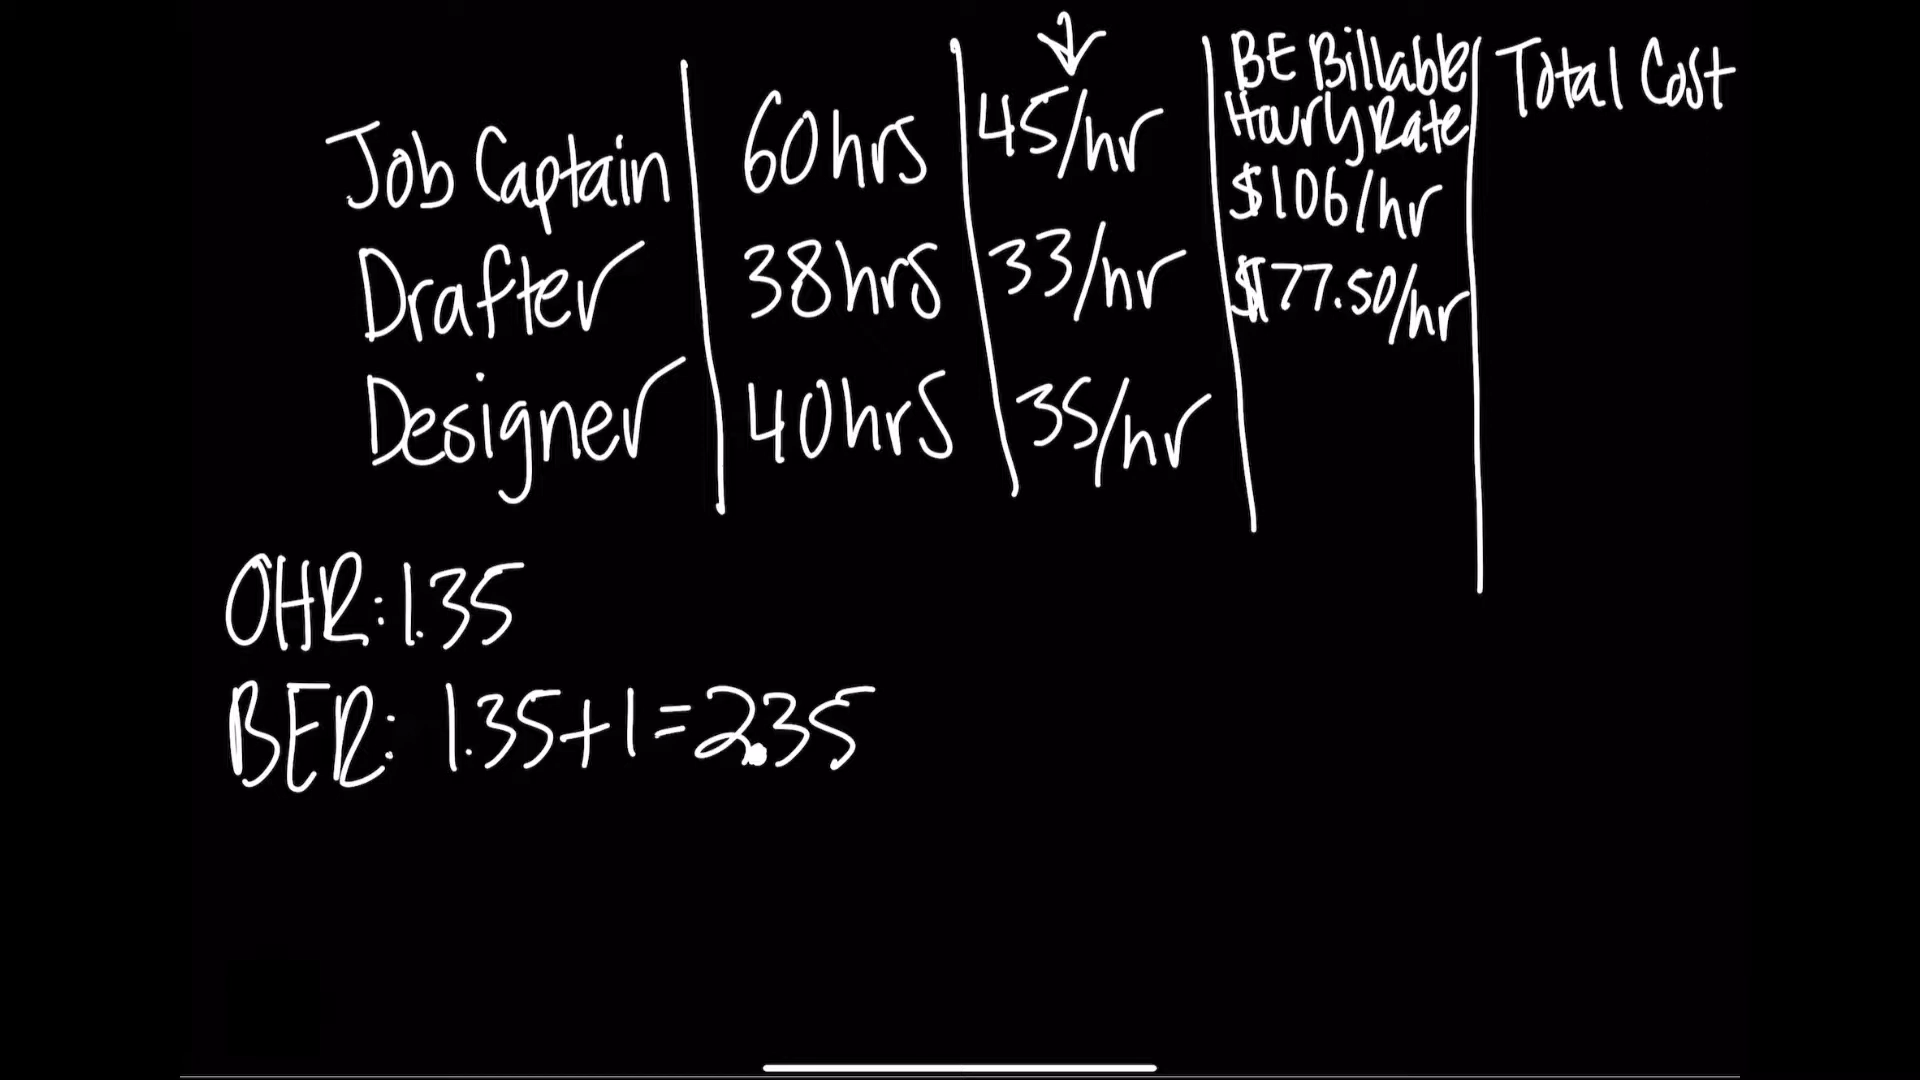 BE Billable
Hourly Rate
Total Cost
Job Captain 60hrs 45/hr $106/hr
Drafter 38hrs 33/hr $77.50/hr
Designer 40hrs 35/hr
OHR: 1.35
BER: 1.35+1=2.35